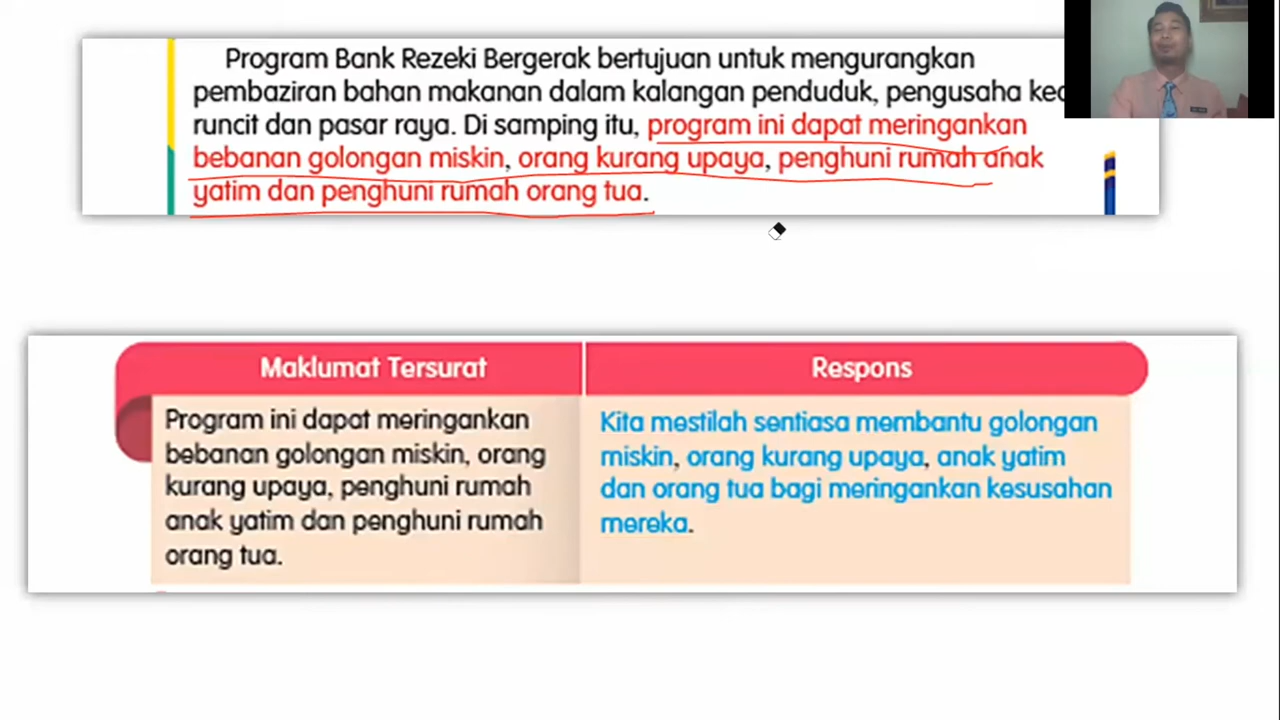 Program Bank Rezeki Bergerak bertujuan untuk mengurangkan
pembaziran bahan makanan dalam kalangan penduduk, pengusaha
runcit dan pasar raya. Di samping itu, program ini dapat meringankan
bebanan golongan miskin, orang kurang upaya, penghuni rumah anak
yatim dan penghuni rumah orang tua.
Maklumat Tersurat
Program ini dapat meringankan
bebanan golongan miskin, orang
kurang upaya, penghuni rumah
anak yatim dan penghuni rumah
orang tua.
Respons
Kita mestilah sentiasa membantu golongan
miskin, orang kurang upaya, anak yatim
dan orang tua bagi meringankan kesusahan
mereka.